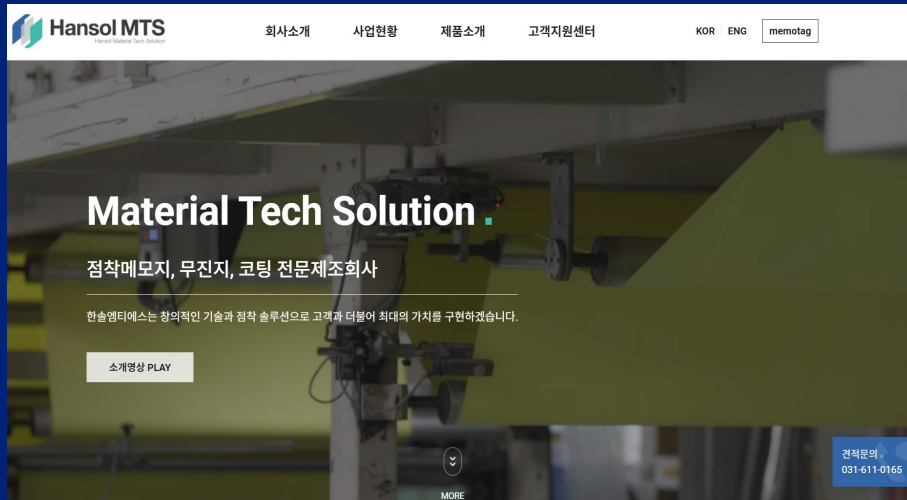 Hansol MTS
Hansol Material Tech Solution
회사소개 사업현황 제품소개 고객지원센터
KOR ENG memotag
Material Tech Solution .
점착메모지, 무진지, 코팅 전문제조회사
한솔엠티에스는 창의적인 기술과 점착 솔루션으로 고객과 더불어 최대의 가치를 구현하겠습니다.
소개영상 PLAY
MORE
견적문의 .
031-611-0165